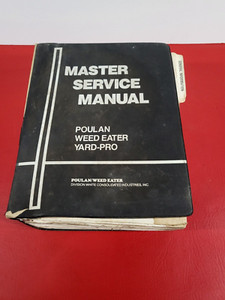 MASTER
SERVICE
MANUAL
POULAN
WEED EATER
YARD-PRO
POULAN/WEED EATER
DIVISION WHITE CONSOLIDATED INDUSTRIES, INC.